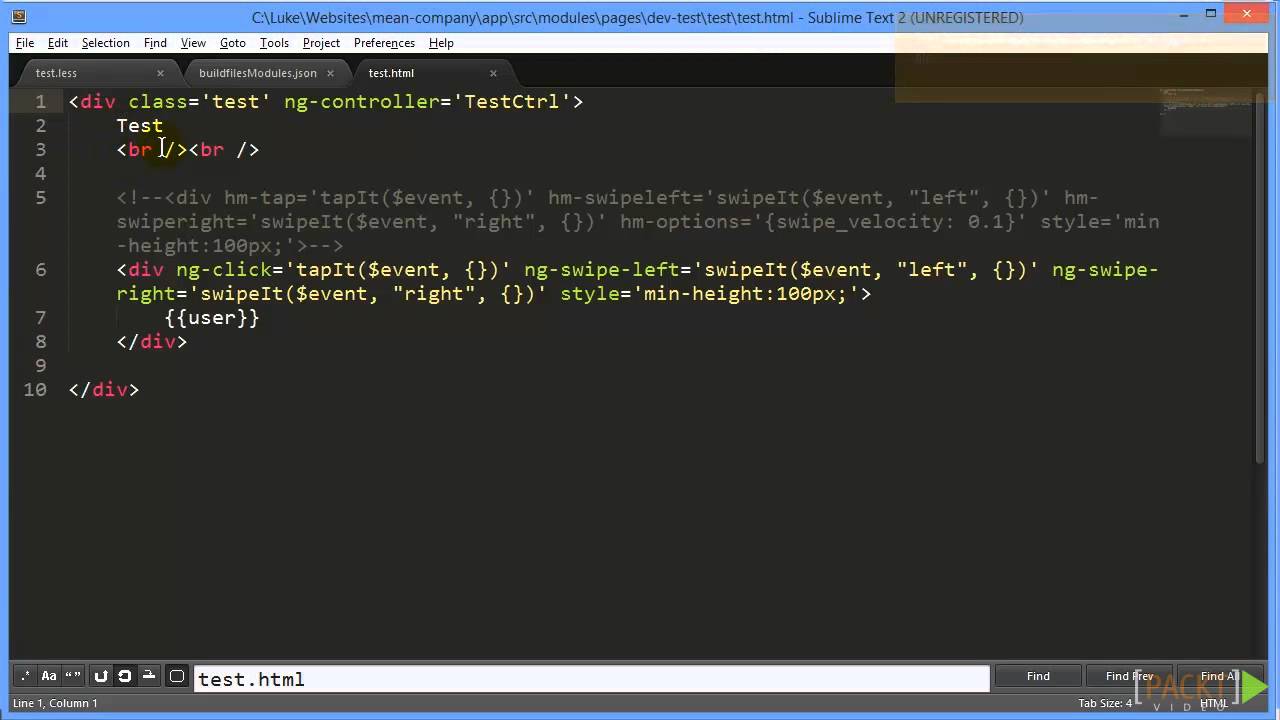 C:\Luke\Websites\mean-company\app\src\modules\pages\dev-test\test\test.html - Sublime Text 2 (UNREGISTERED)
File Edit Selection Find View Goto Tools Project Preferences Help
test.less × buildfilesModules.json × test.html ×
1 <div class='test' ng-controller='TestCtrl'>
2 Test
3 <br /><br />
4
5 <!--<div hm-tap='tapIt($event, {})' hm-swipeleft='swipeIt($event, "left", {})' hm-
swiperight='swipeIt($event, "right", {})' hm-options='{swipe_velocity: 0.1}' style='min
-height:100px;'>-->
6 <div ng-click='tapIt($event, {})' ng-swipe-left='swipeIt($event, "left", {})' ng-swipe-
right='swipeIt($event, "right", {})' style='min-height:100px;'>
7 {{user}}
8 </div>
9
10 </div>
.* Aa “” test.html Find Find Prev Find All
[PACKT]
VIDEO
Line 1, Column 1 Tab Size: 4 HTML